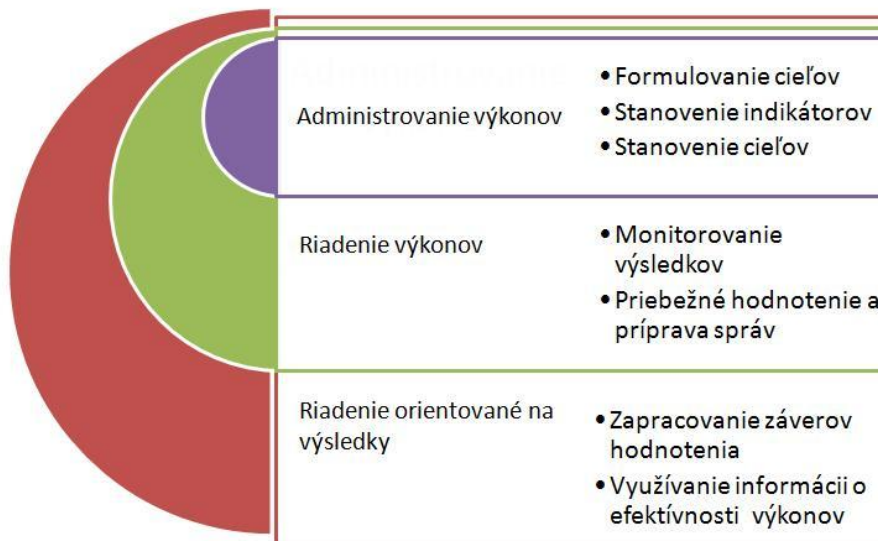 Administrovanie výkonov
• Formulovanie cieľov
• Stanovenie indikátorov
• Stanovenie cieľov
Riadenie výkonov
• Monitorovanie
výsledkov
• Priebežné hodnotenie a
príprava správ
Riadenie orientované na
výsledky
• Zapracovanie záverov
hodnotenia
• Využívanie informácii o
efektívnosti výkonov